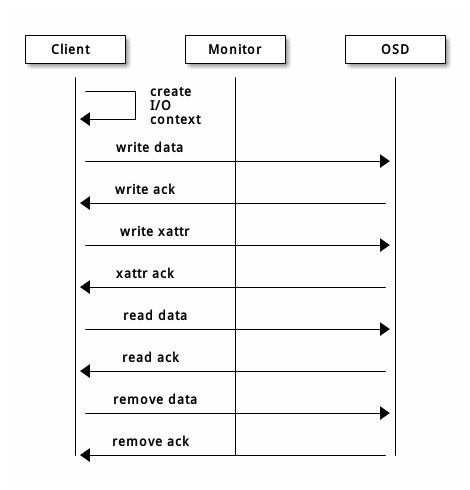 Client
Monitor
OSD
create
I/O
context
write data
write ack
write xattr
xattr ack
read data
read ack
remove data
remove ack